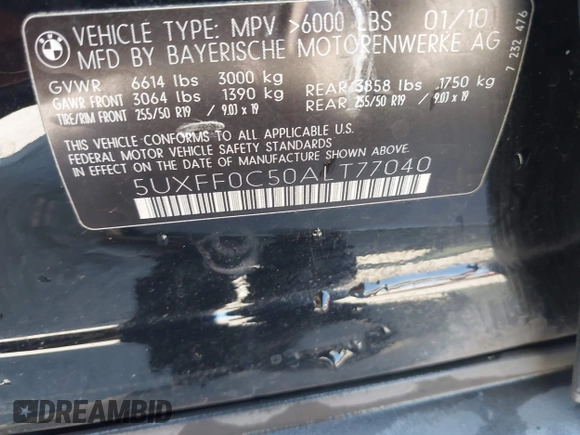 BMW
VEHICLE TYPE: MPV >6000 LBS 01/10
MFD BY BAYERISCHE MOTORENWERKE AG
GVWR 6614 lbs 3000 kg
GAWR FRONT 3064 lbs 1390 kg REAR 3858 lbs 1750 kg
TIRE/RIM FRONT 255/50 R19 / 9.0J x 19 REAR 255/50 R19 / 9.0J x 19
THIS VEHICLE CONFORMS TO ALL APPLICABLE U.S.
FEDERAL MOTOR VEHICLE SAFETY STANDARDS
IN EFFECT ON THE DATE OF MANUFACTURE SHOWN ABOVE.
5UXFF0C50ALT77040
7 232 476
DREAMBID